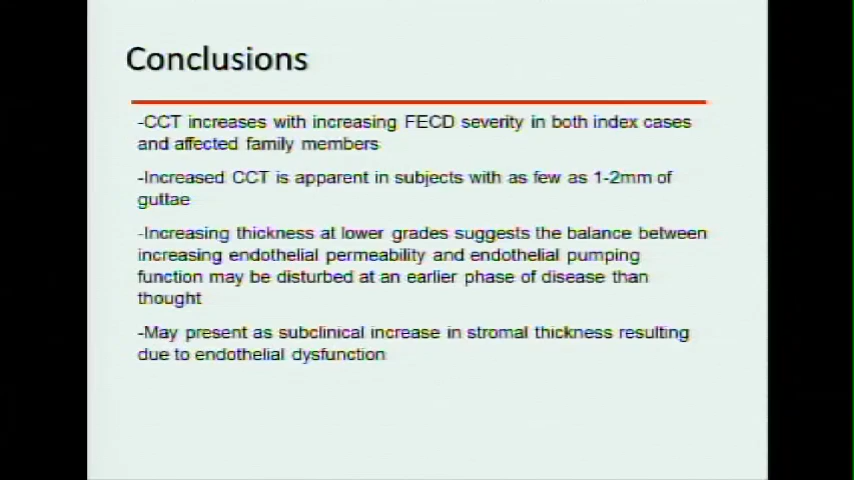 Conclusions
-CCT increases with increasing FECD severity in both index cases
and affected family members
-Increased CCT is apparent in subjects with as few as 1-2mm of
guttae
-Increasing thickness at lower grades suggests the balance between
increasing endothelial permeability and endothelial pumping
function may be disturbed at an earlier phase of disease than
thought
-May present as subclinical increase in stromal thickness resulting
due to endothelial dysfunction